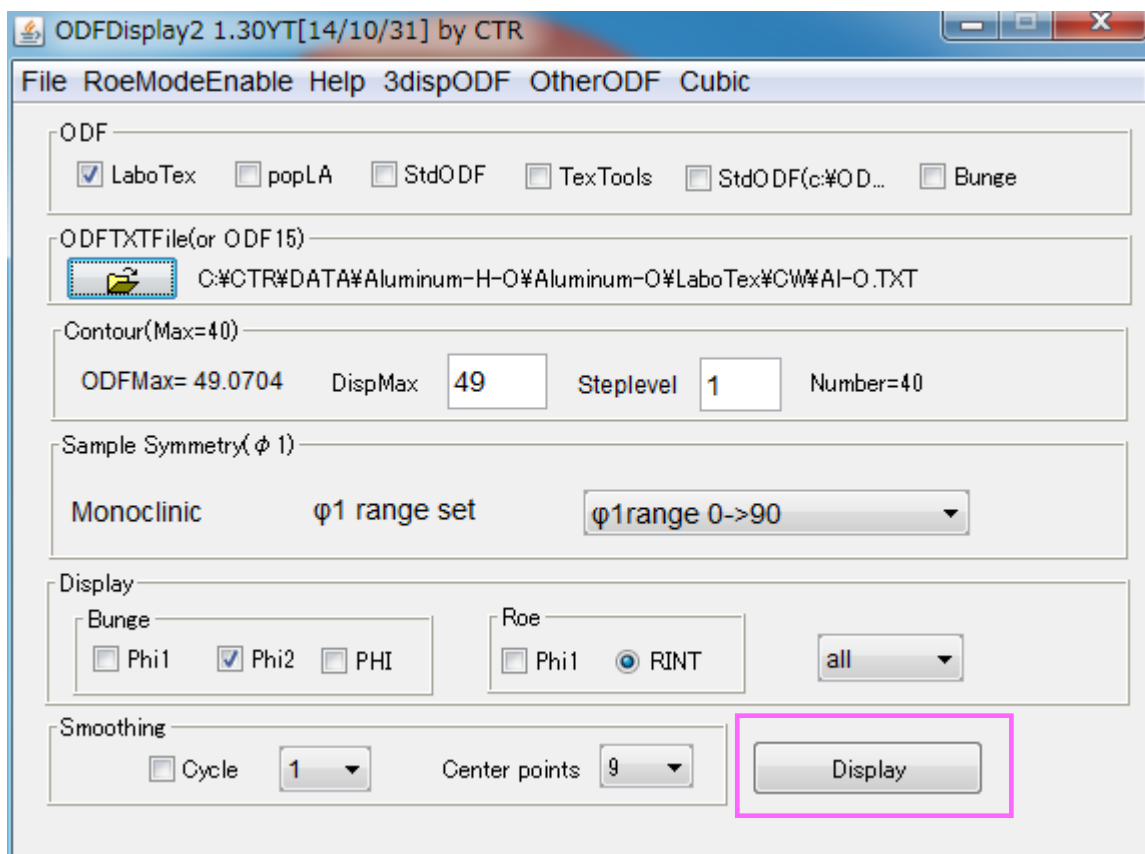 ODFDisplay2 1.30YT[14/10/31] by CTR
File RoeModeEnable Help 3dispODF OtherODF Cubic
ODF
LaboTex popLA StdODF TexTools StdODF(c:¥OD... Bunge
ODFTXTFile(or ODF15)
C:¥CTR¥DATA¥Aluminum-H-O¥Aluminum-O¥LaboTex¥CW¥Al-O.TXT
Contour(Max=40)
ODFMax= 49.0704 DispMax 49 Steplevel 1 Number=40
Sample Symmetry(φ1)
Monoclinic φ1 range set φ1range 0->90
Display
Bunge Roe
Phi1 Phi2 PHI Phi1 RINT all
Smoothing
Cycle 1 Center points 9 Display